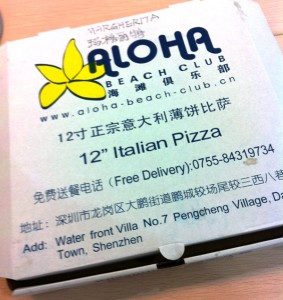 MARGHERITA
玛格丽特
ALOHA
BEACH CLUB
海滩俱乐部
www.aloha-beach-club.cn
12寸正宗意大利薄饼比萨
12" Italian Pizza
免费送餐电话 (Free Delivery):0755-84319734
地址: 深圳市龙岗区大鹏街道鹏城较场尾较三西八巷
Add: Water front Villa No.7 Pengcheng Village, Da
Town, Shenzhen